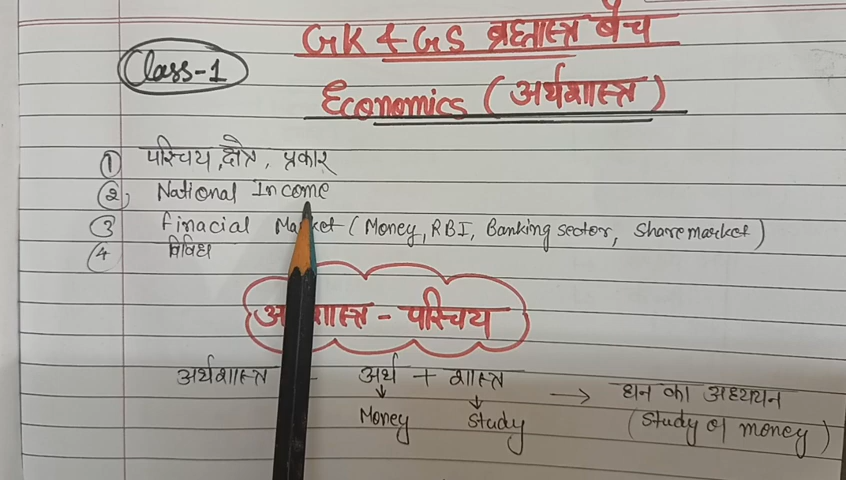 Class-1
GK & GS ब्रह्मास्त्र बैच
Economics (अर्थशास्त्र)
① परिचय, क्षेत्र, प्रकार
② National Income
③ Finacial Market (Money, RBI, Banking sector, Share market)
④ विविध
अर्थशास्त्र - परिचय
अर्थशास्त्र - अर्थ + शास्त्र → धन का अध्ययन
↓ Money ↓ Study (Study of money)